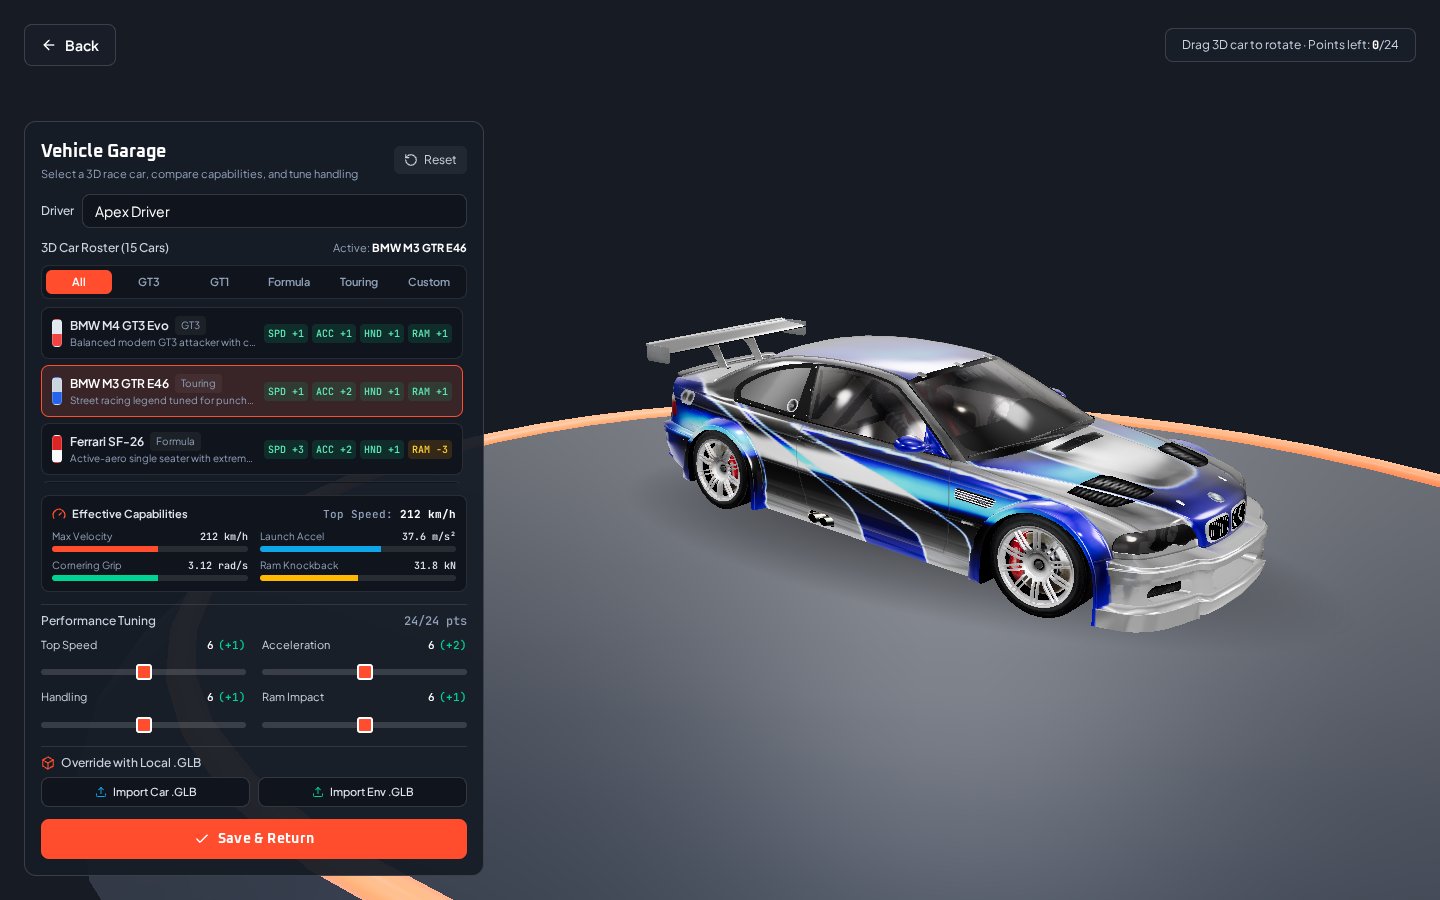 Back
Drag 3D car to rotate · Points left: 0/24
Vehicle Garage
Select a 3D race car, compare capabilities, and tune handling
Reset
Driver
Apex Driver
3D Car Roster (15 Cars)
Active: BMW M3 GTR E46
All GT3 GT1 Formula Touring Custom
BMW M4 GT3 Evo GT3
Balanced modern GT3 attacker with c...
SPD +1 ACC +1 HND +1 RAM +1
BMW M3 GTR E46 Touring
Street racing legend tuned for punch...
SPD +1 ACC +2 HND +1 RAM +1
Ferrari SF-26 Formula
Active-aero single seater with extrem...
SPD +3 ACC +2 HND +1 RAM -3
Effective Capabilities
Top Speed: 212 km/h
Max Velocity 212 km/h
Launch Accel 37.6 m/s²
Cornering Grip 3.12 rad/s
Ram Knockback 31.8 kN
Performance Tuning
24/24 pts
Top Speed 6 (+1)
Acceleration 6 (+2)
Handling 6 (+1)
Ram Impact 6 (+1)
Override with Local .GLB
Import Car .GLB
Import Env .GLB
Save & Return